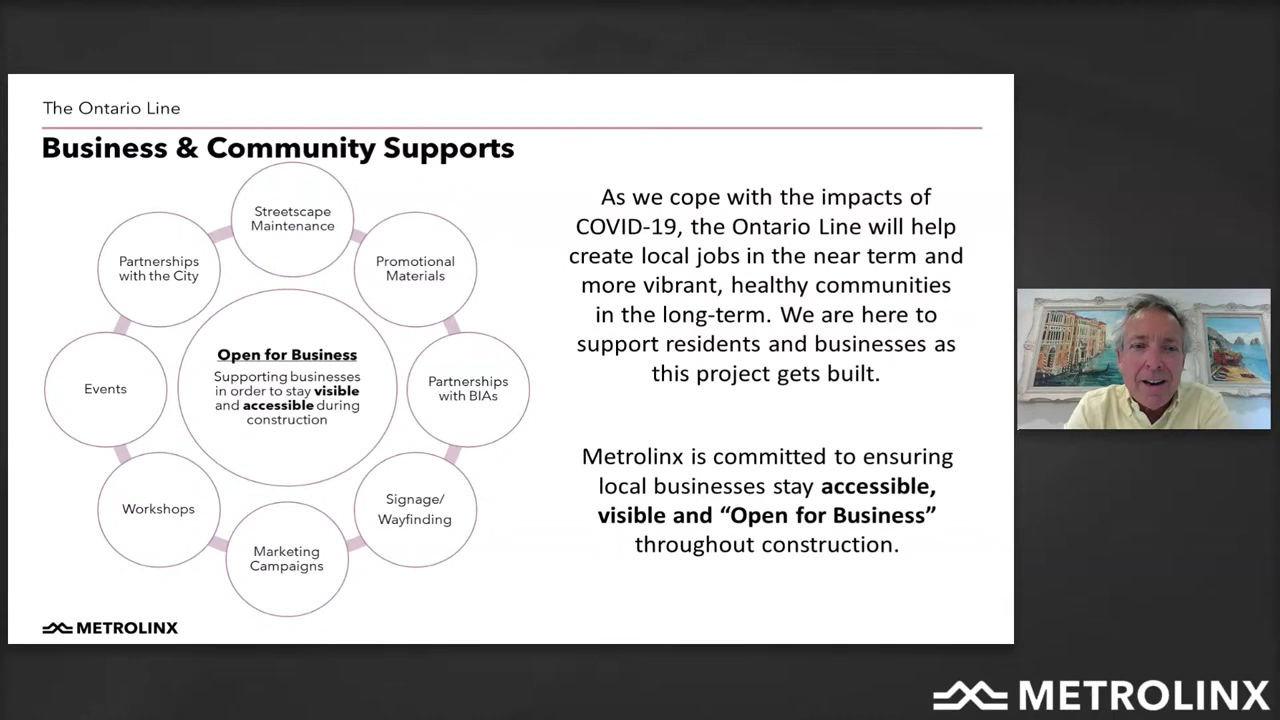 The Ontario Line
Business & Community Supports
Streetscape
Maintenance
Promotional
Materials
Partnerships
with BIAs
Signage/
Wayfinding
Marketing
Campaigns
Workshops
Events
Partnerships
with the City
Open for Business
Supporting businesses
in order to stay visible
and accessible during
construction
As we cope with the impacts of
COVID-19, the Ontario Line will help
create local jobs in the near term and
more vibrant, healthy communities
in the long-term. We are here to
support residents and businesses as
this project gets built.
Metrolinx is committed to ensuring
local businesses stay accessible,
visible and “Open for Business”
throughout construction.
METROLINX
METROLINX